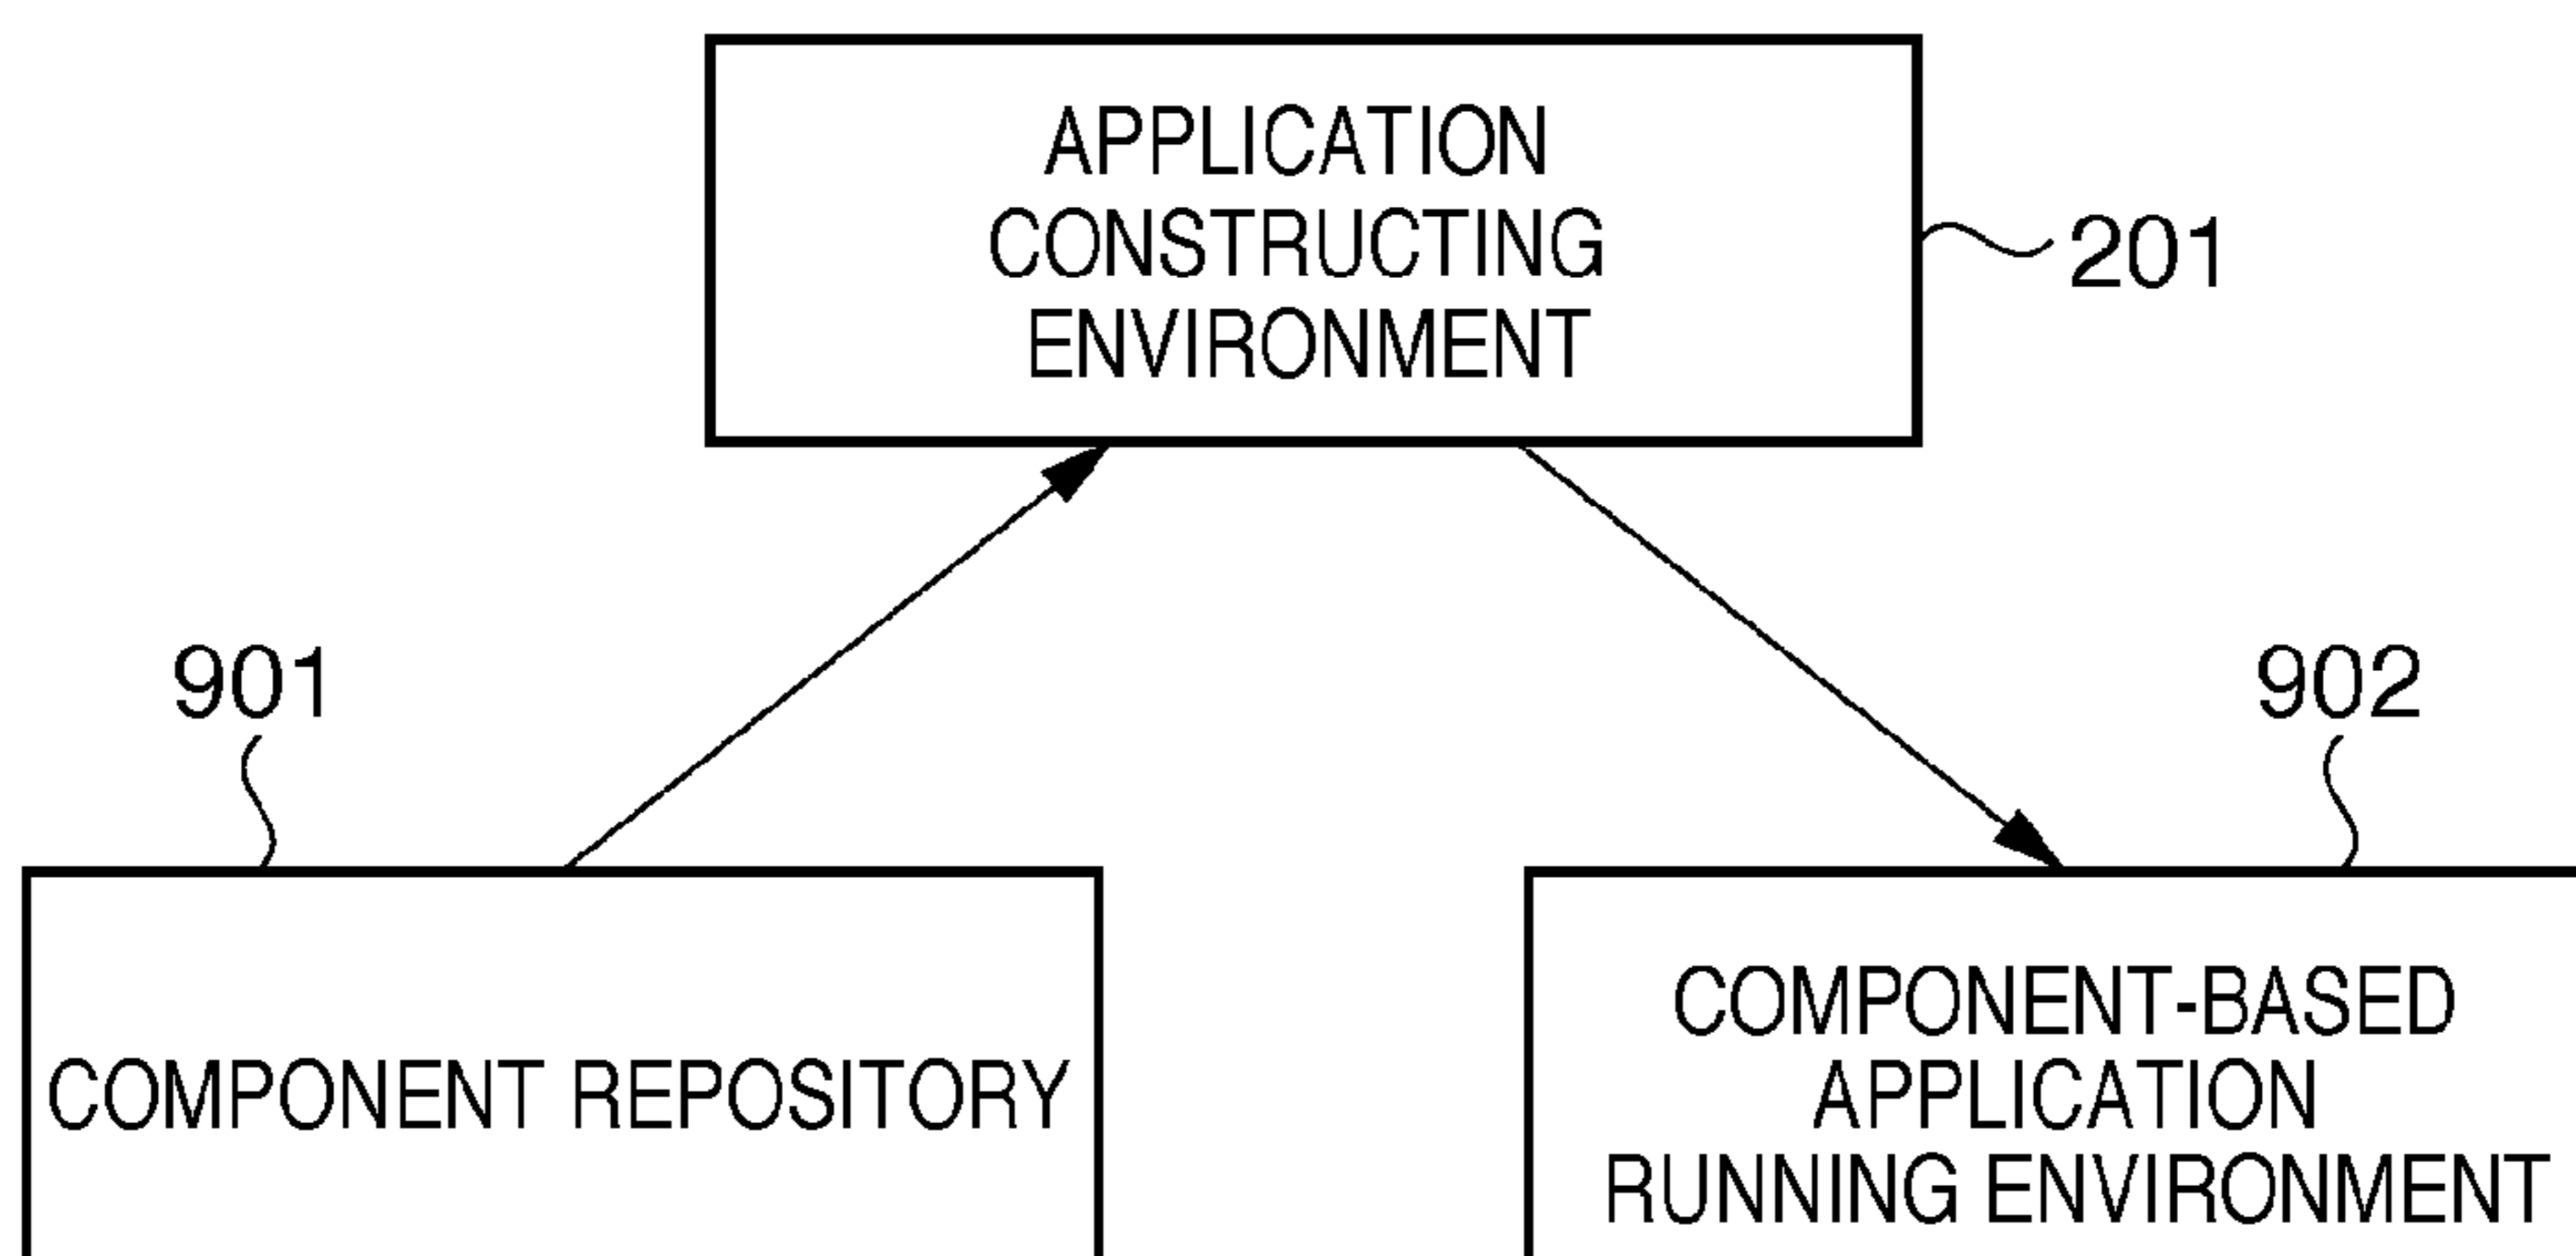 APPLICATION
CONSTRUCTING
ENVIRONMENT
201
901
902
COMPONENT REPOSITORY
COMPONENT-BASED
APPLICATION
RUNNING ENVIRONMENT